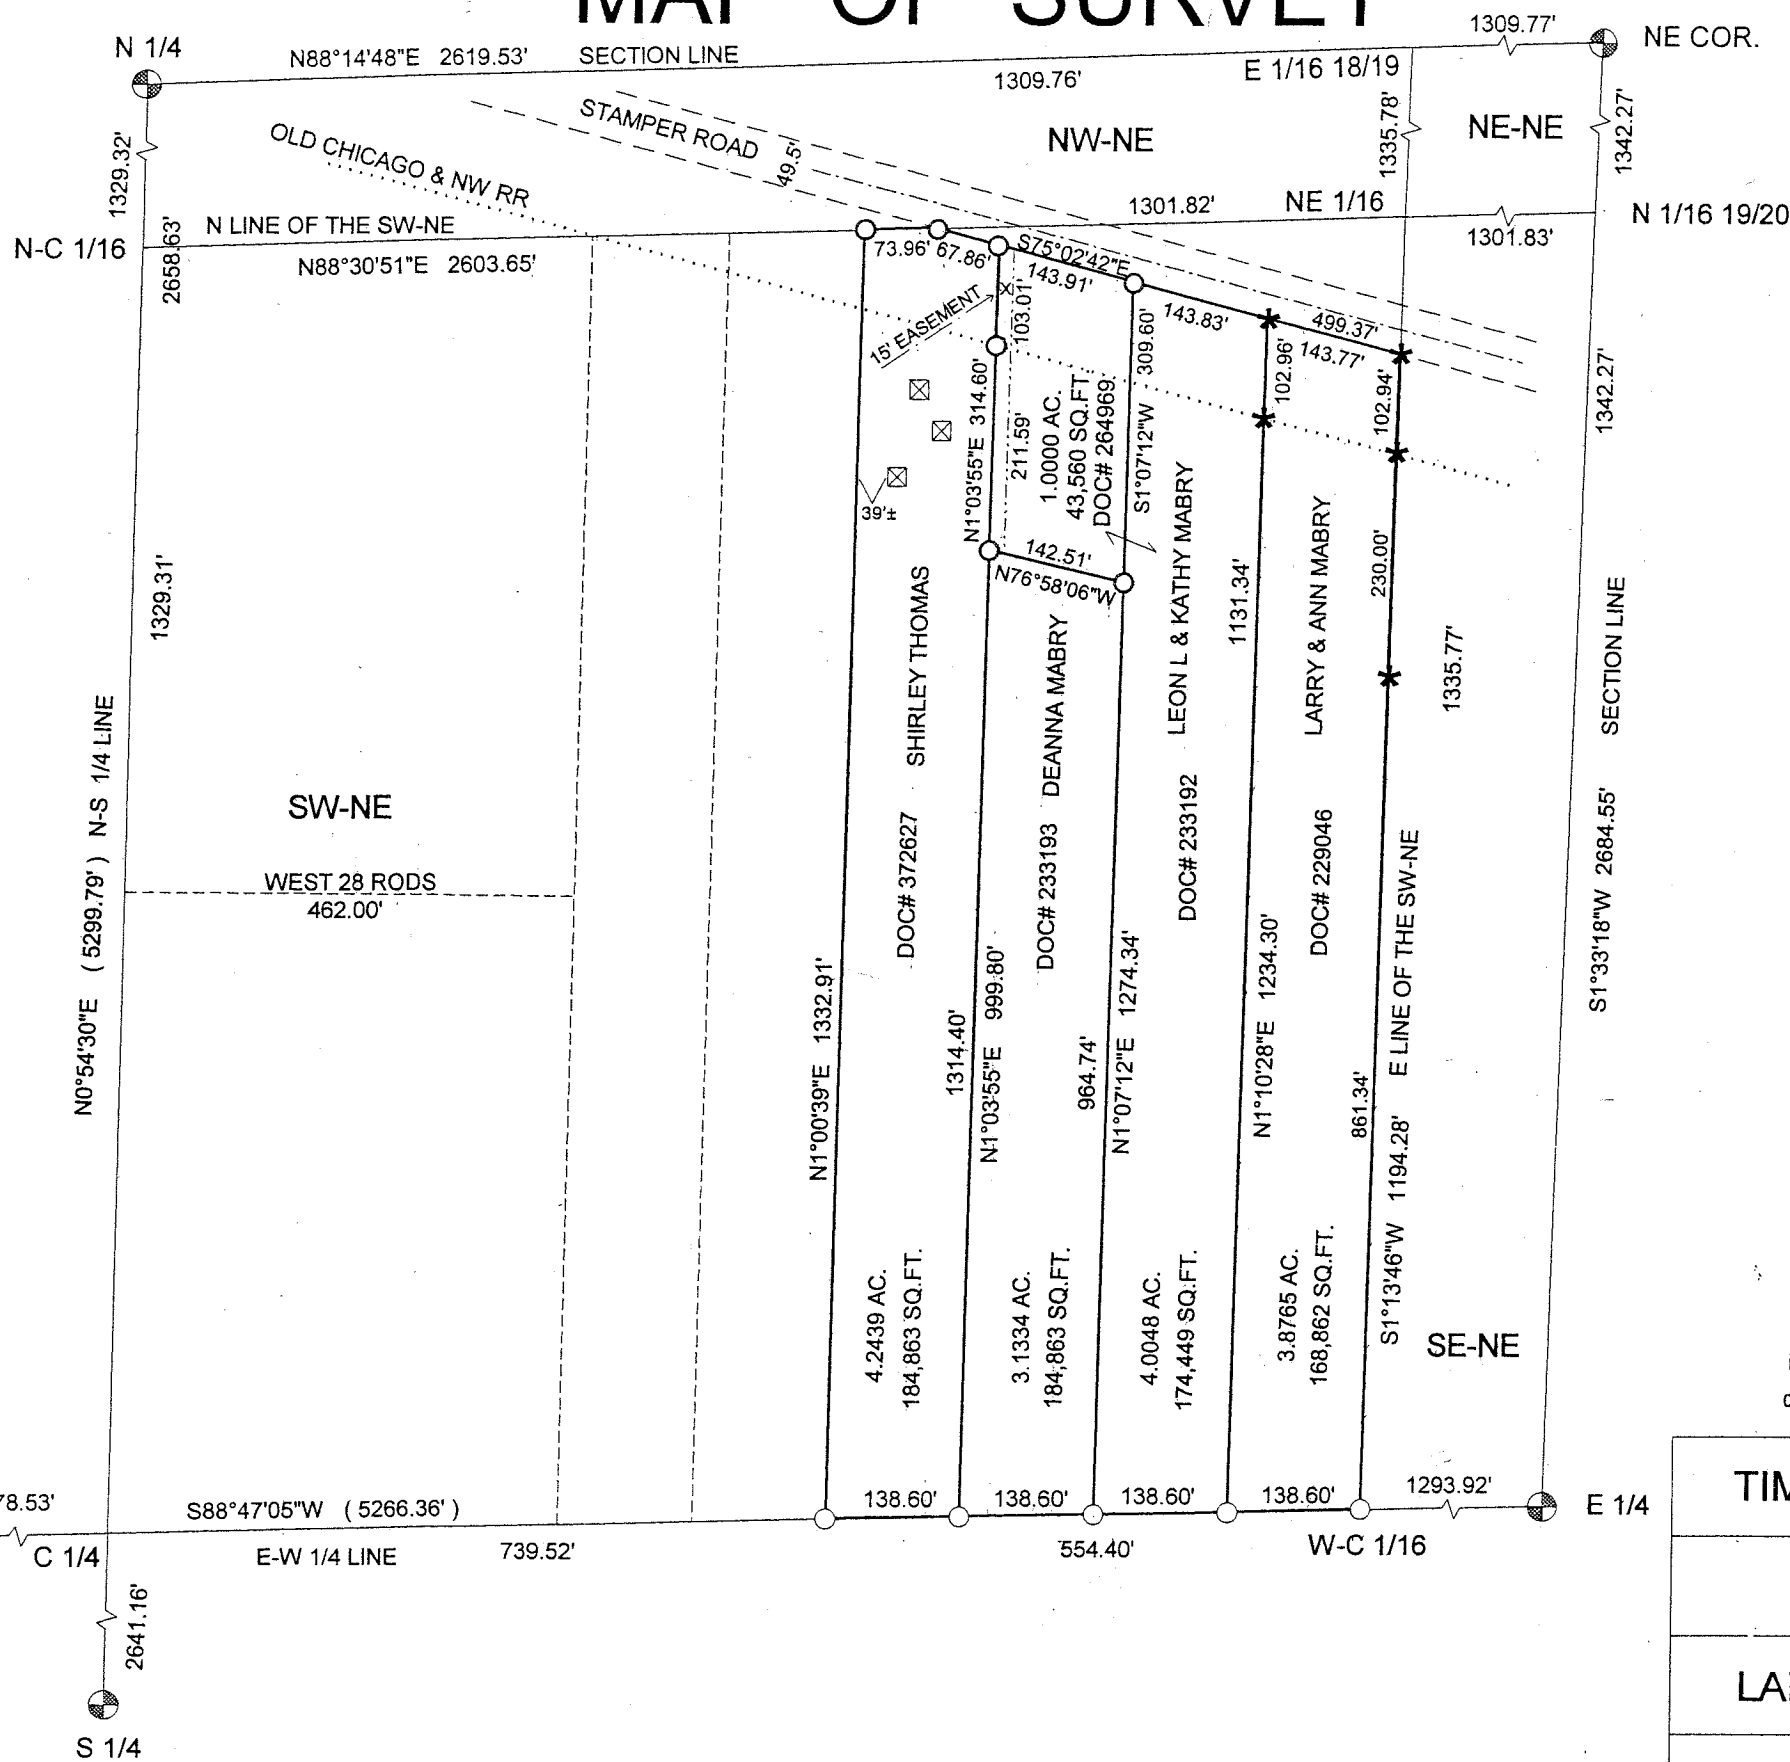 MAP OF SURVEY
1309.77'
N 1/4
N88°14'48"E 2619.53' SECTION LINE
NE COR.
1309.76'
E 1/16 18/19
1329.32'
OLD CHICAGO & NW RR
STAMPER ROAD
49.5'
NW-NE
1335.78'
NE-NE
1342.27'
N-C 1/16
N LINE OF THE SW-NE
1301.82'
NE 1/16
N 1/16 19/20
1301.83'
2658.63'
N88°30'51"E 2603.65'
73.96'
67.86'
S75°02'42"E
143.91'
143.83'
499.37'
143.77'
15' EASEMENT
103.01'
309.60'
102.96'
102.94'
1342.27'
39'±
N1°03'55"E 314.60'
211.59'
1.0000 AC.
43,560 SQ.FT.
DOC# 264969
S1°07'12"W
142.51'
N76°58'06"W
1329.31'
230.00'
1131.34'
1335.77'
SHIRLEY THOMAS
DOC# 372627
DEANNA MABRY
DOC# 233193
LEON L & KATHY MABRY
DOC# 233192
LARRY & ANN MABRY
DOC# 229046
SECTION LINE
S1°33'18"W 2684.55'
N0°54'30"E ( 5299.79' ) N-S 1/4 LINE
SW-NE
WEST 28 RODS
462.00'
N1°00'39"E 1332.91'
1314.40'
N1°03'55"E 999.80'
964.74'
N1°07'12"E 1274.34'
N1°10'28"E 1234.30'
861.34'
S1°13'46"W 1194.28' E LINE OF THE SW-NE
4.2439 AC.
184,863 SQ.FT.
3.1334 AC.
184,863 SQ.FT.
4.0048 AC.
174,449 SQ.FT.
3.8765 AC.
168,862 SQ.FT.
SE-NE
78.53'
S88°47'05"W ( 5266.36' )
138.60'
138.60'
138.60'
138.60'
1293.92'
E 1/4
C 1/4
E-W 1/4 LINE
739.52'
554.40'
W-C 1/16
2641.16'
S 1/4
TIM
LA